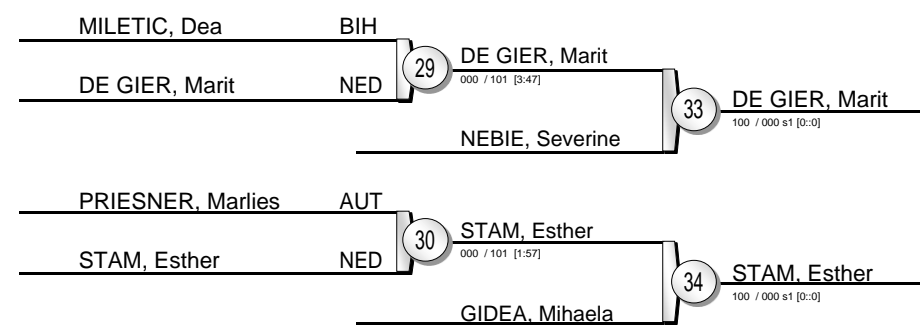 MILETIC, Dea BIH
29
DE GIER, Marit
000 / 101 [3:47]
DE GIER, Marit NED
33
DE GIER, Marit
100 / 000 s1 [0::0]
NEBIE, Severine
PRIESNER, Marlies AUT
30
STAM, Esther
000 / 101 [1:57]
STAM, Esther NED
34
STAM, Esther
100 / 000 s1 [0::0]
GIDEA, Mihaela